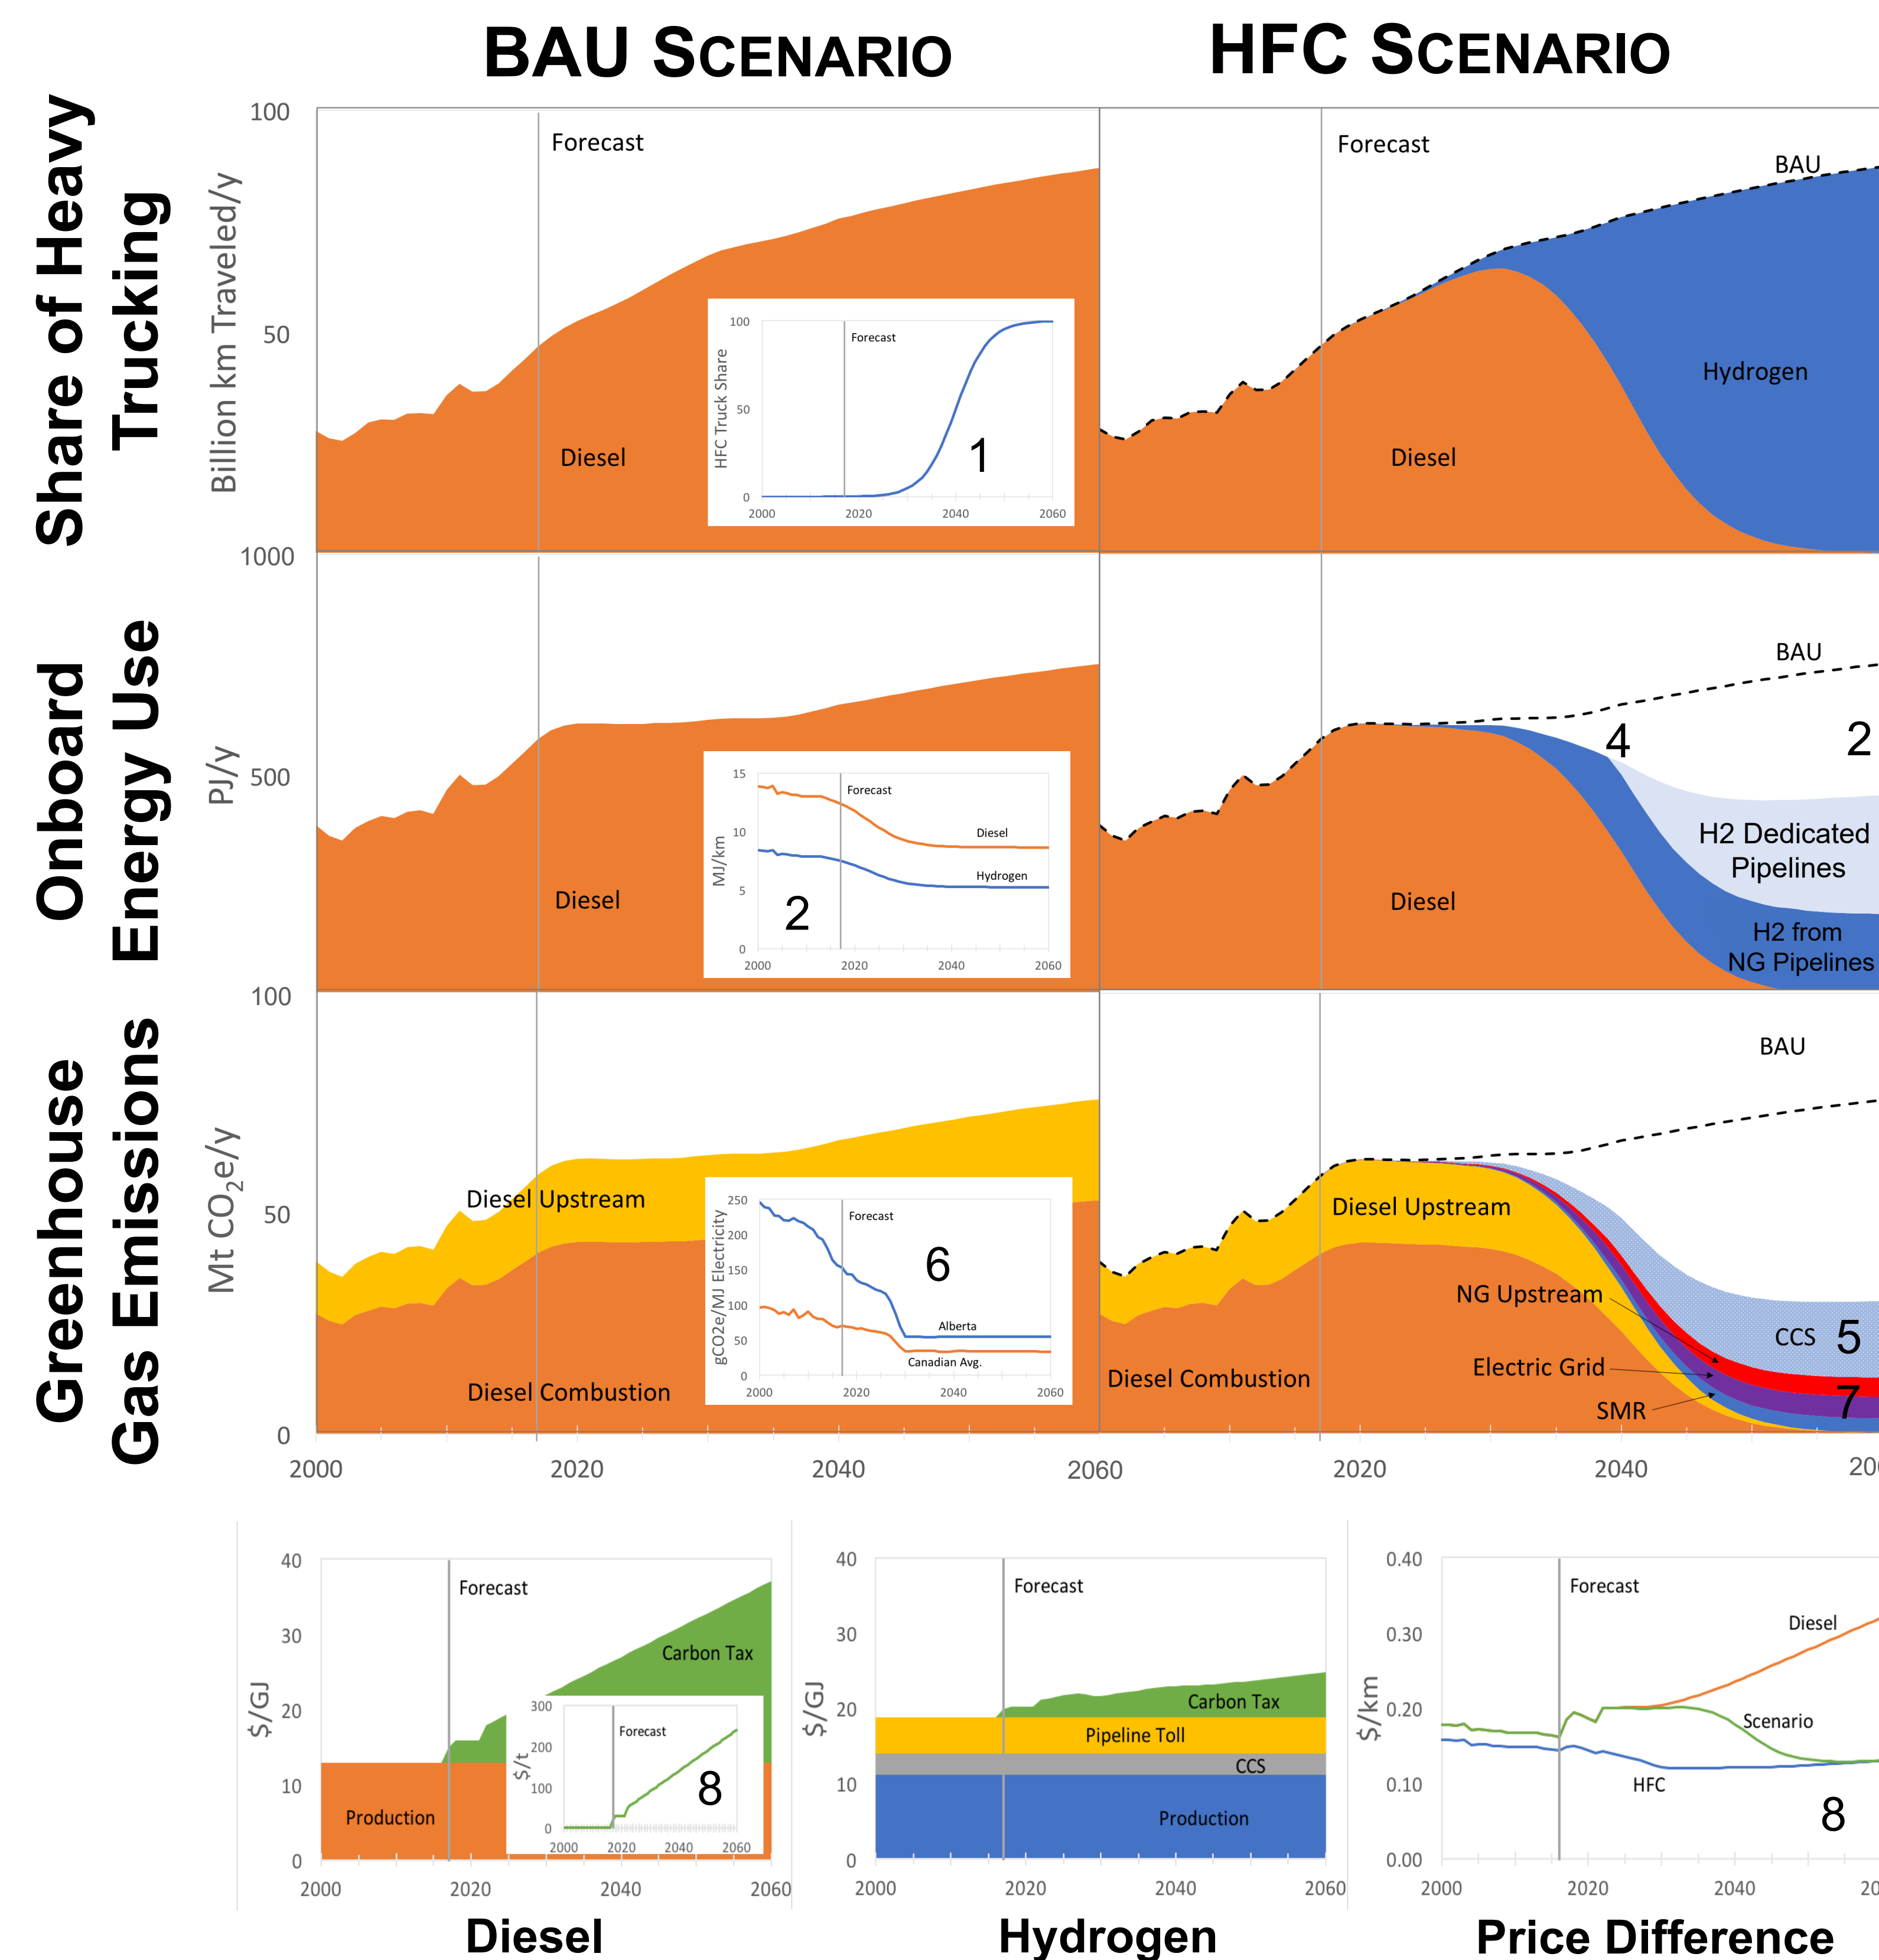 BAU SCENARIO
HFC SCENARIO
Share of Heavy
Trucking
Billion km Traveled/y
100
50
Forecast
Diesel
HFC Truck Share
100
50
0
Forecast
1
2000
2020
2040
2060
Forecast
BAU
Hydrogen
Diesel
Onboard
Energy Use
PJ/y
1000
500
Diesel
MJ/km
15
10
5
0
Forecast
Diesel
Hydrogen
2
2000
2020
2040
2060
BAU
4
2
H2 Dedicated
Pipelines
Diesel
H2 from
NG Pipelines
Greenhouse
Gas Emissions
Mt CO2e/y
100
50
0
Diesel Upstream
Diesel Combustion
gCO2e/MJ Electricity
250
200
150
100
50
0
Forecast
6
Alberta
Canadian Avg.
2000
2020
2040
2060
BAU
Diesel Upstream
NG Upstream
CCS
5
Electric Grid
Diesel Combustion
7
SMR
2000
2020
2040
2060
2020
2040
$/GJ
40
30
20
10
0
Forecast
Carbon Tax
Production
$/t
300
200
100
0
Forecast
8
2000
2020
2040
2060
2000
2020
2040
2060
Diesel
$/GJ
40
30
20
10
0
Forecast
Carbon Tax
Pipeline Toll
CCS
Production
2000
2020
2040
2060
Hydrogen
$/km
0.40
0.30
0.20
0.10
0.00
Forecast
Diesel
Scenario
HFC
8
2000
2020
2040
Price Difference